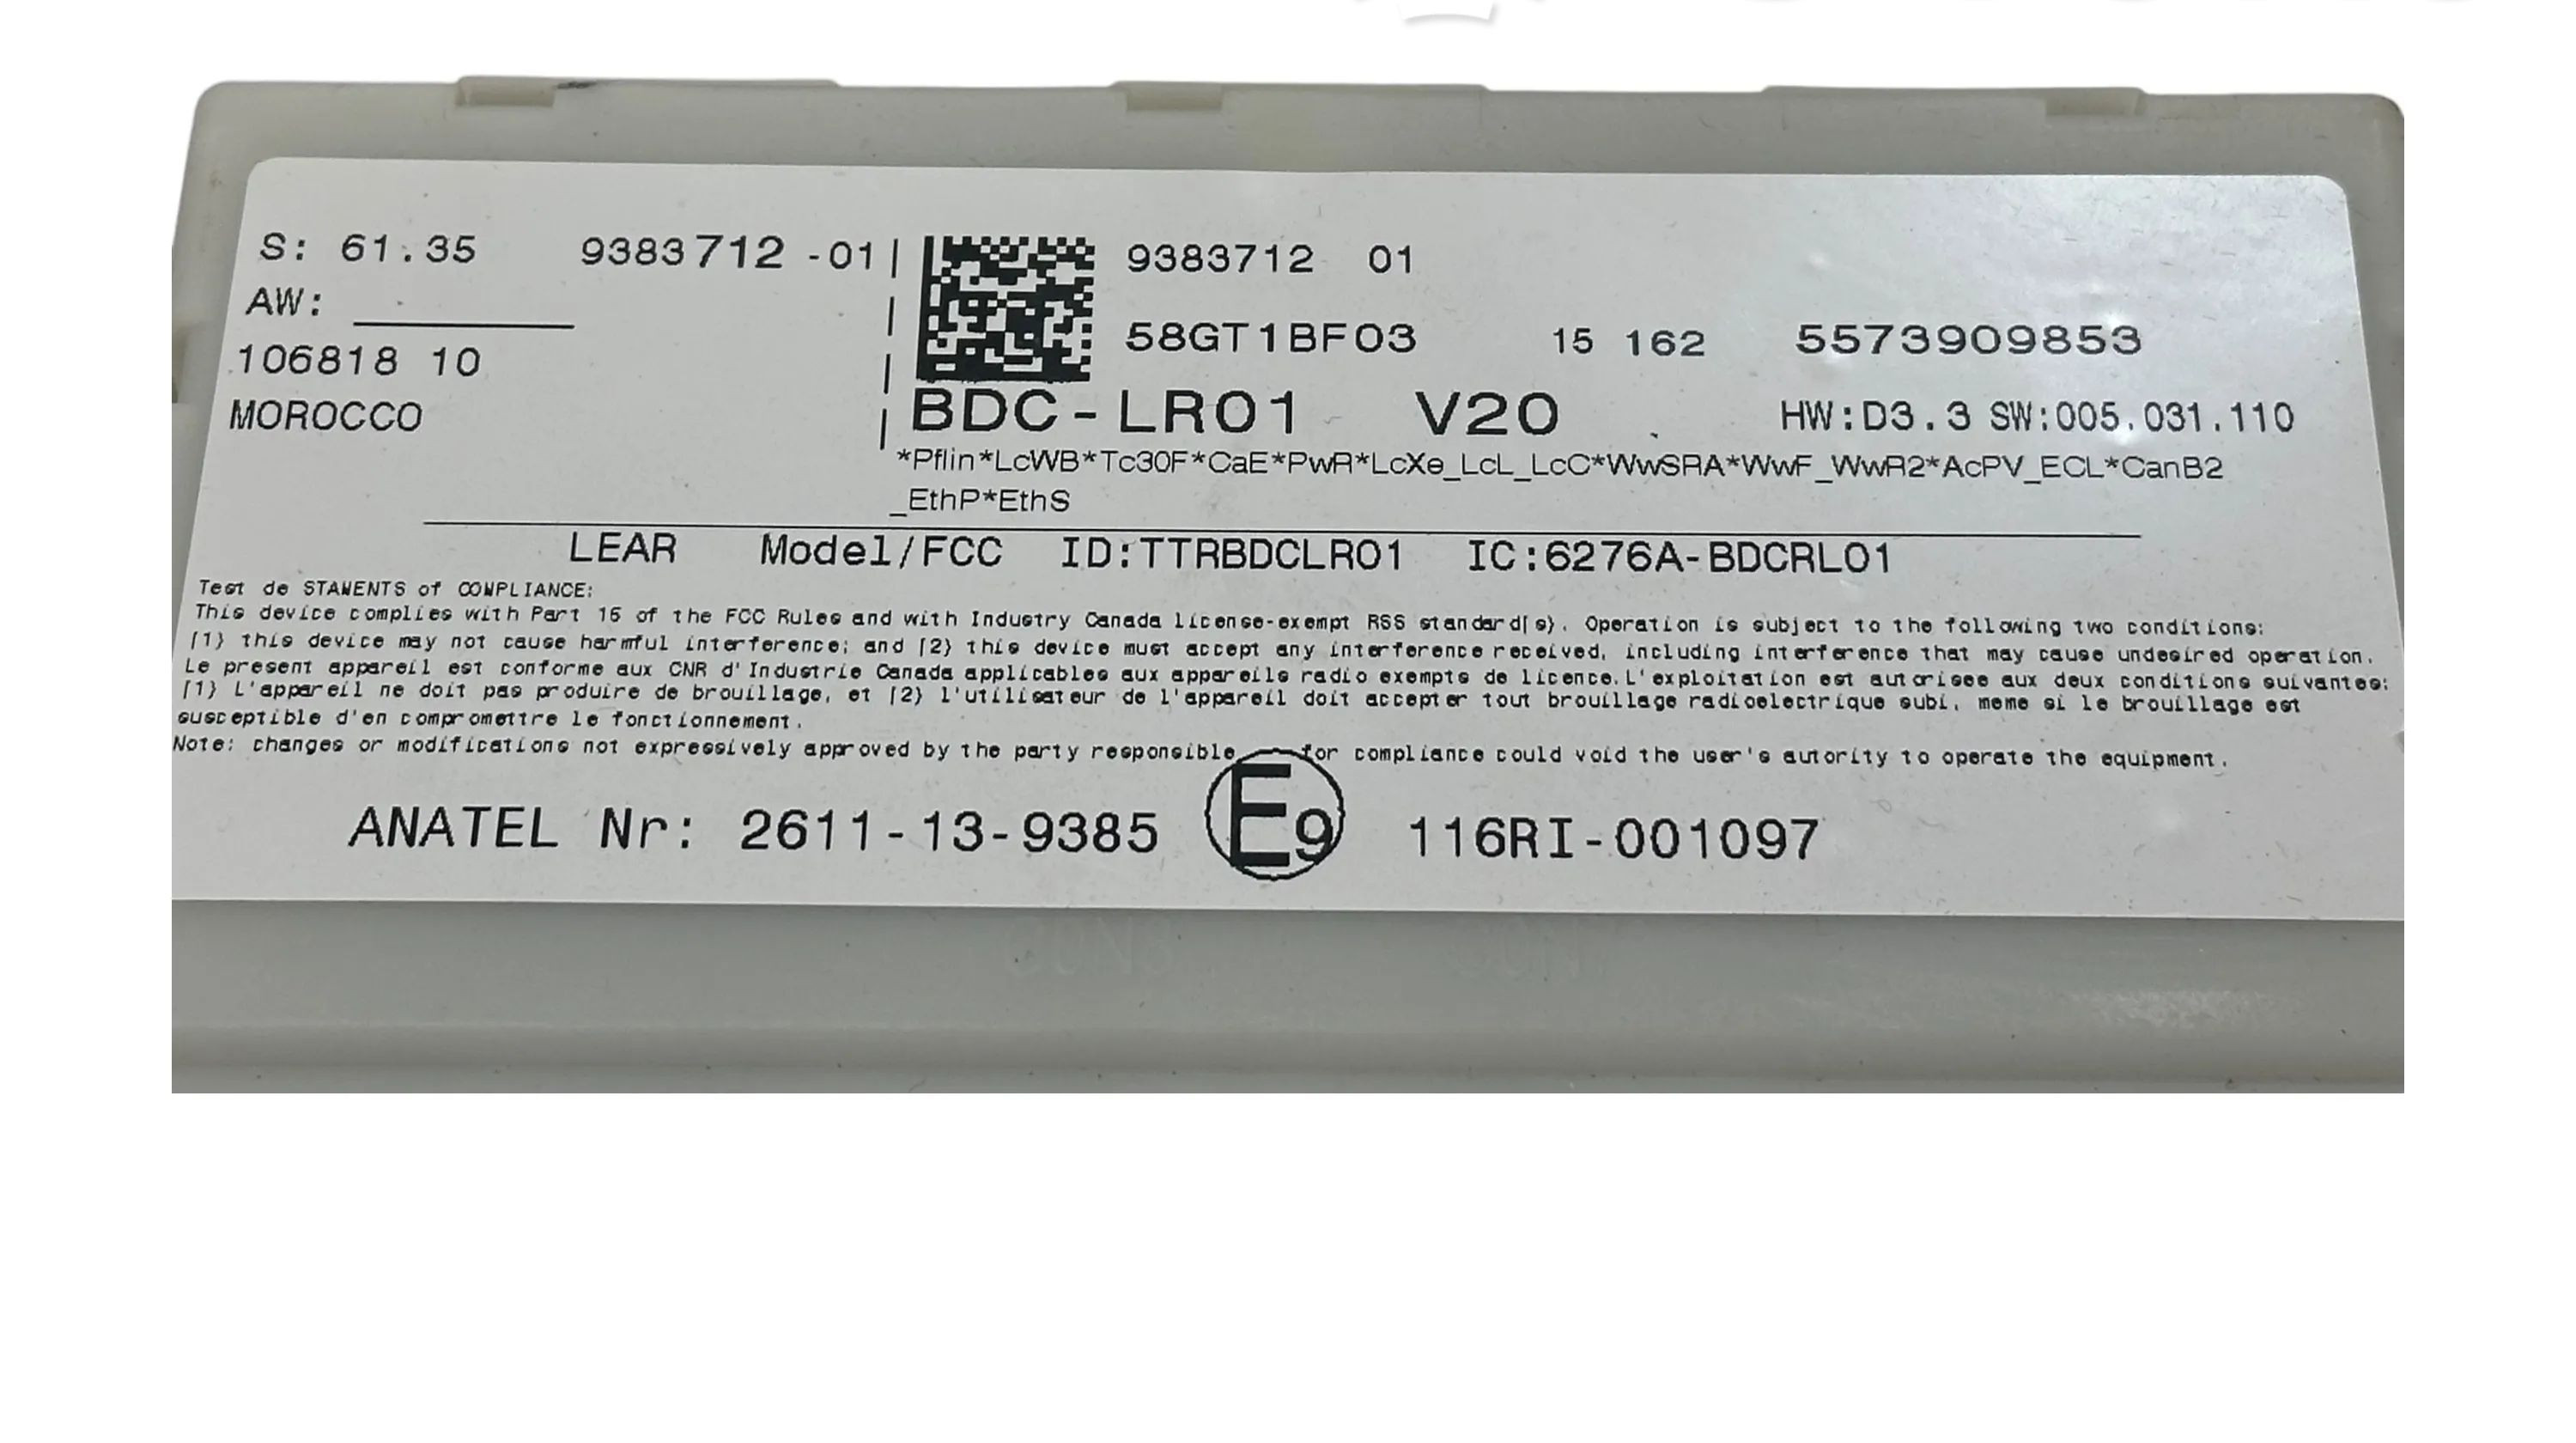 S: 61.35 9383712 -01
AW:
106818 10
MOROCCO
9383712 01
58GT1BF03 15 162 5573909853
BDC-LR01 V20 HW:D3.3 SW:005.031.110
*Pflin*LcWB*Tc30F*CaE*PwR*LcXe_LcL_LcC*WwSRA*WwF_WwR2*AcPV_ECL*CanB2
_EthP*EthS
LEAR Model/FCC ID:TTRBDCLR01 IC:6276A-BDCRL01
Test de STAMENTS of COMPLIANCE:
This device complies with Part 15 of the FCC Rules and with Industry Canada license-exempt RSS standard(s). Operation is subject to the following two conditions:
(1) this device may not cause harmful interference; and (2) this device must accept any interference received, including interference that may cause undesired operation.
Le present appareil est conforme aux CNR d'Industrie Canada applicables aux appareils radio exempts de licence.L'exploitation est autorisee aux deux conditions suivantes:
(1) L'appareil ne doit pas produire de brouillage, et (2) l'utilisateur de l'appareil doit accepter tout brouillage radioelectrique subi, meme si le brouillage est
susceptible d'en compromettre le fonctionnement.
Note: changes or modifications not expressively approved by the party responsible for compliance could void the user's autority to operate the equipment.
ANATEL Nr: 2611-13-9385 E9 116RI-001097